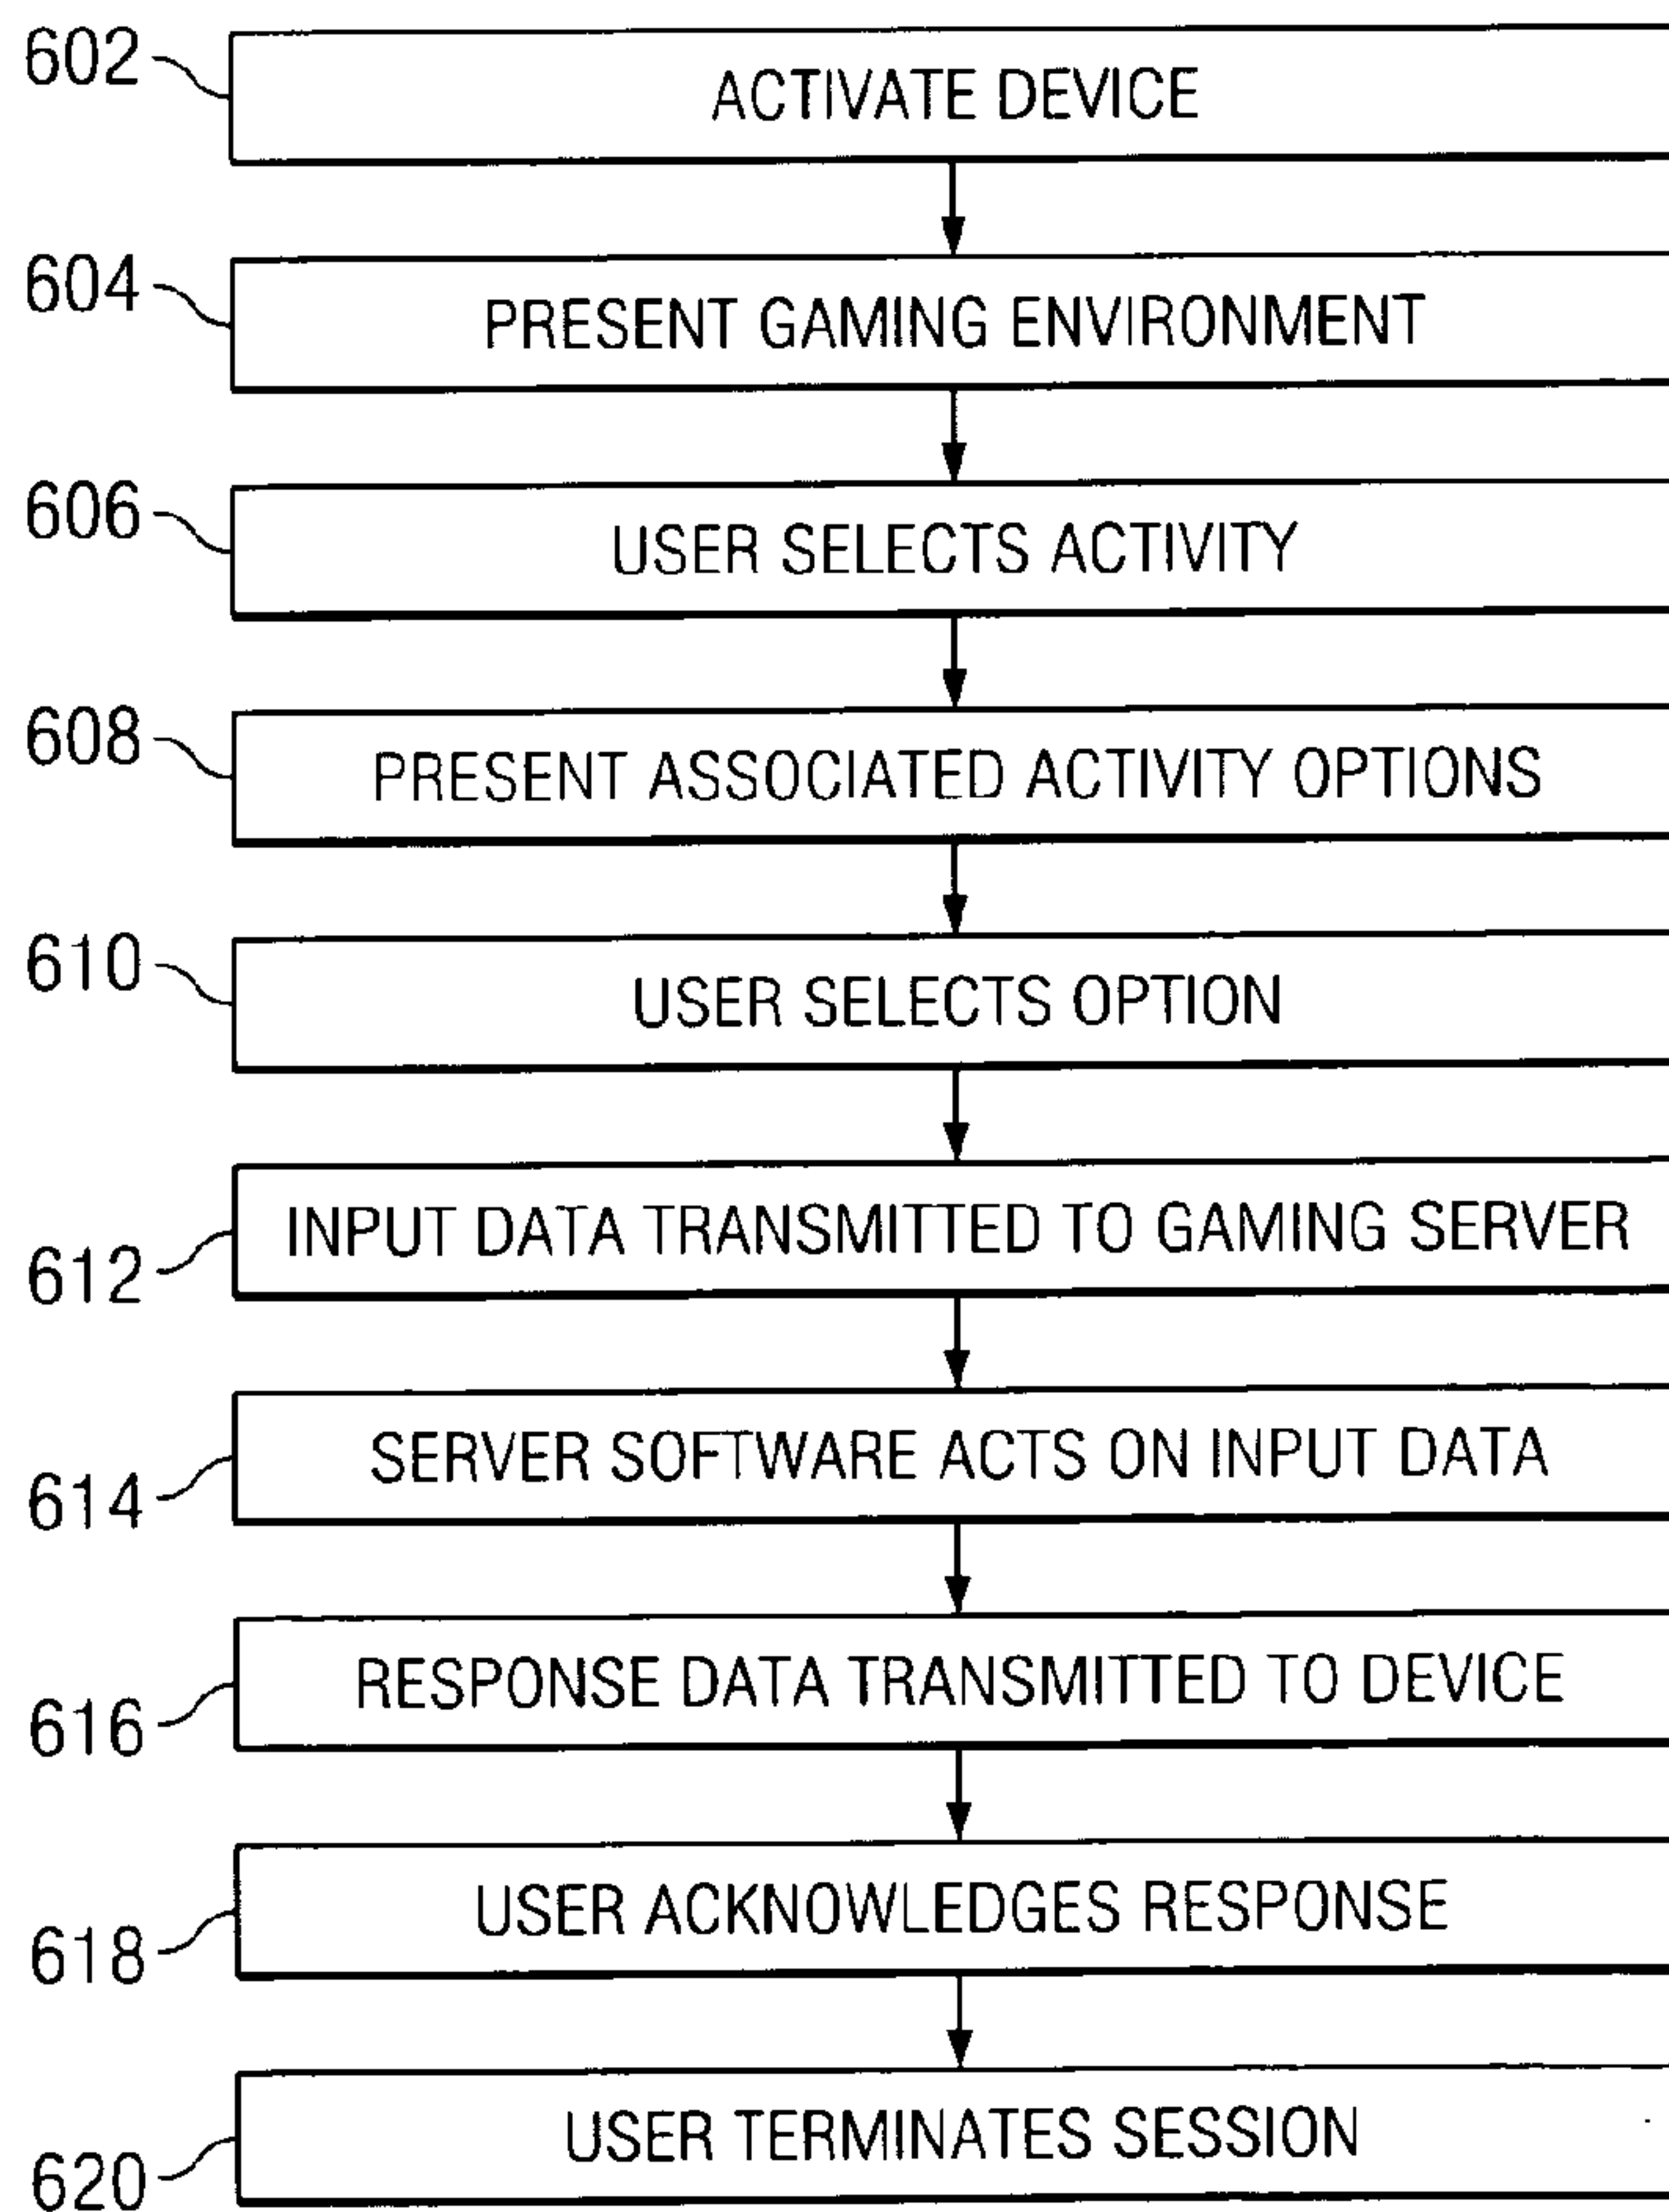 602 ACTIVATE DEVICE
604 PRESENT GAMING ENVIRONMENT
606 USER SELECTS ACTIVITY
608 PRESENT ASSOCIATED ACTIVITY OPTIONS
610 USER SELECTS OPTION
612 INPUT DATA TRANSMITTED TO GAMING SERVER
614 SERVER SOFTWARE ACTS ON INPUT DATA
616 RESPONSE DATA TRANSMITTED TO DEVICE
618 USER ACKNOWLEDGES RESPONSE
620 USER TERMINATES SESSION